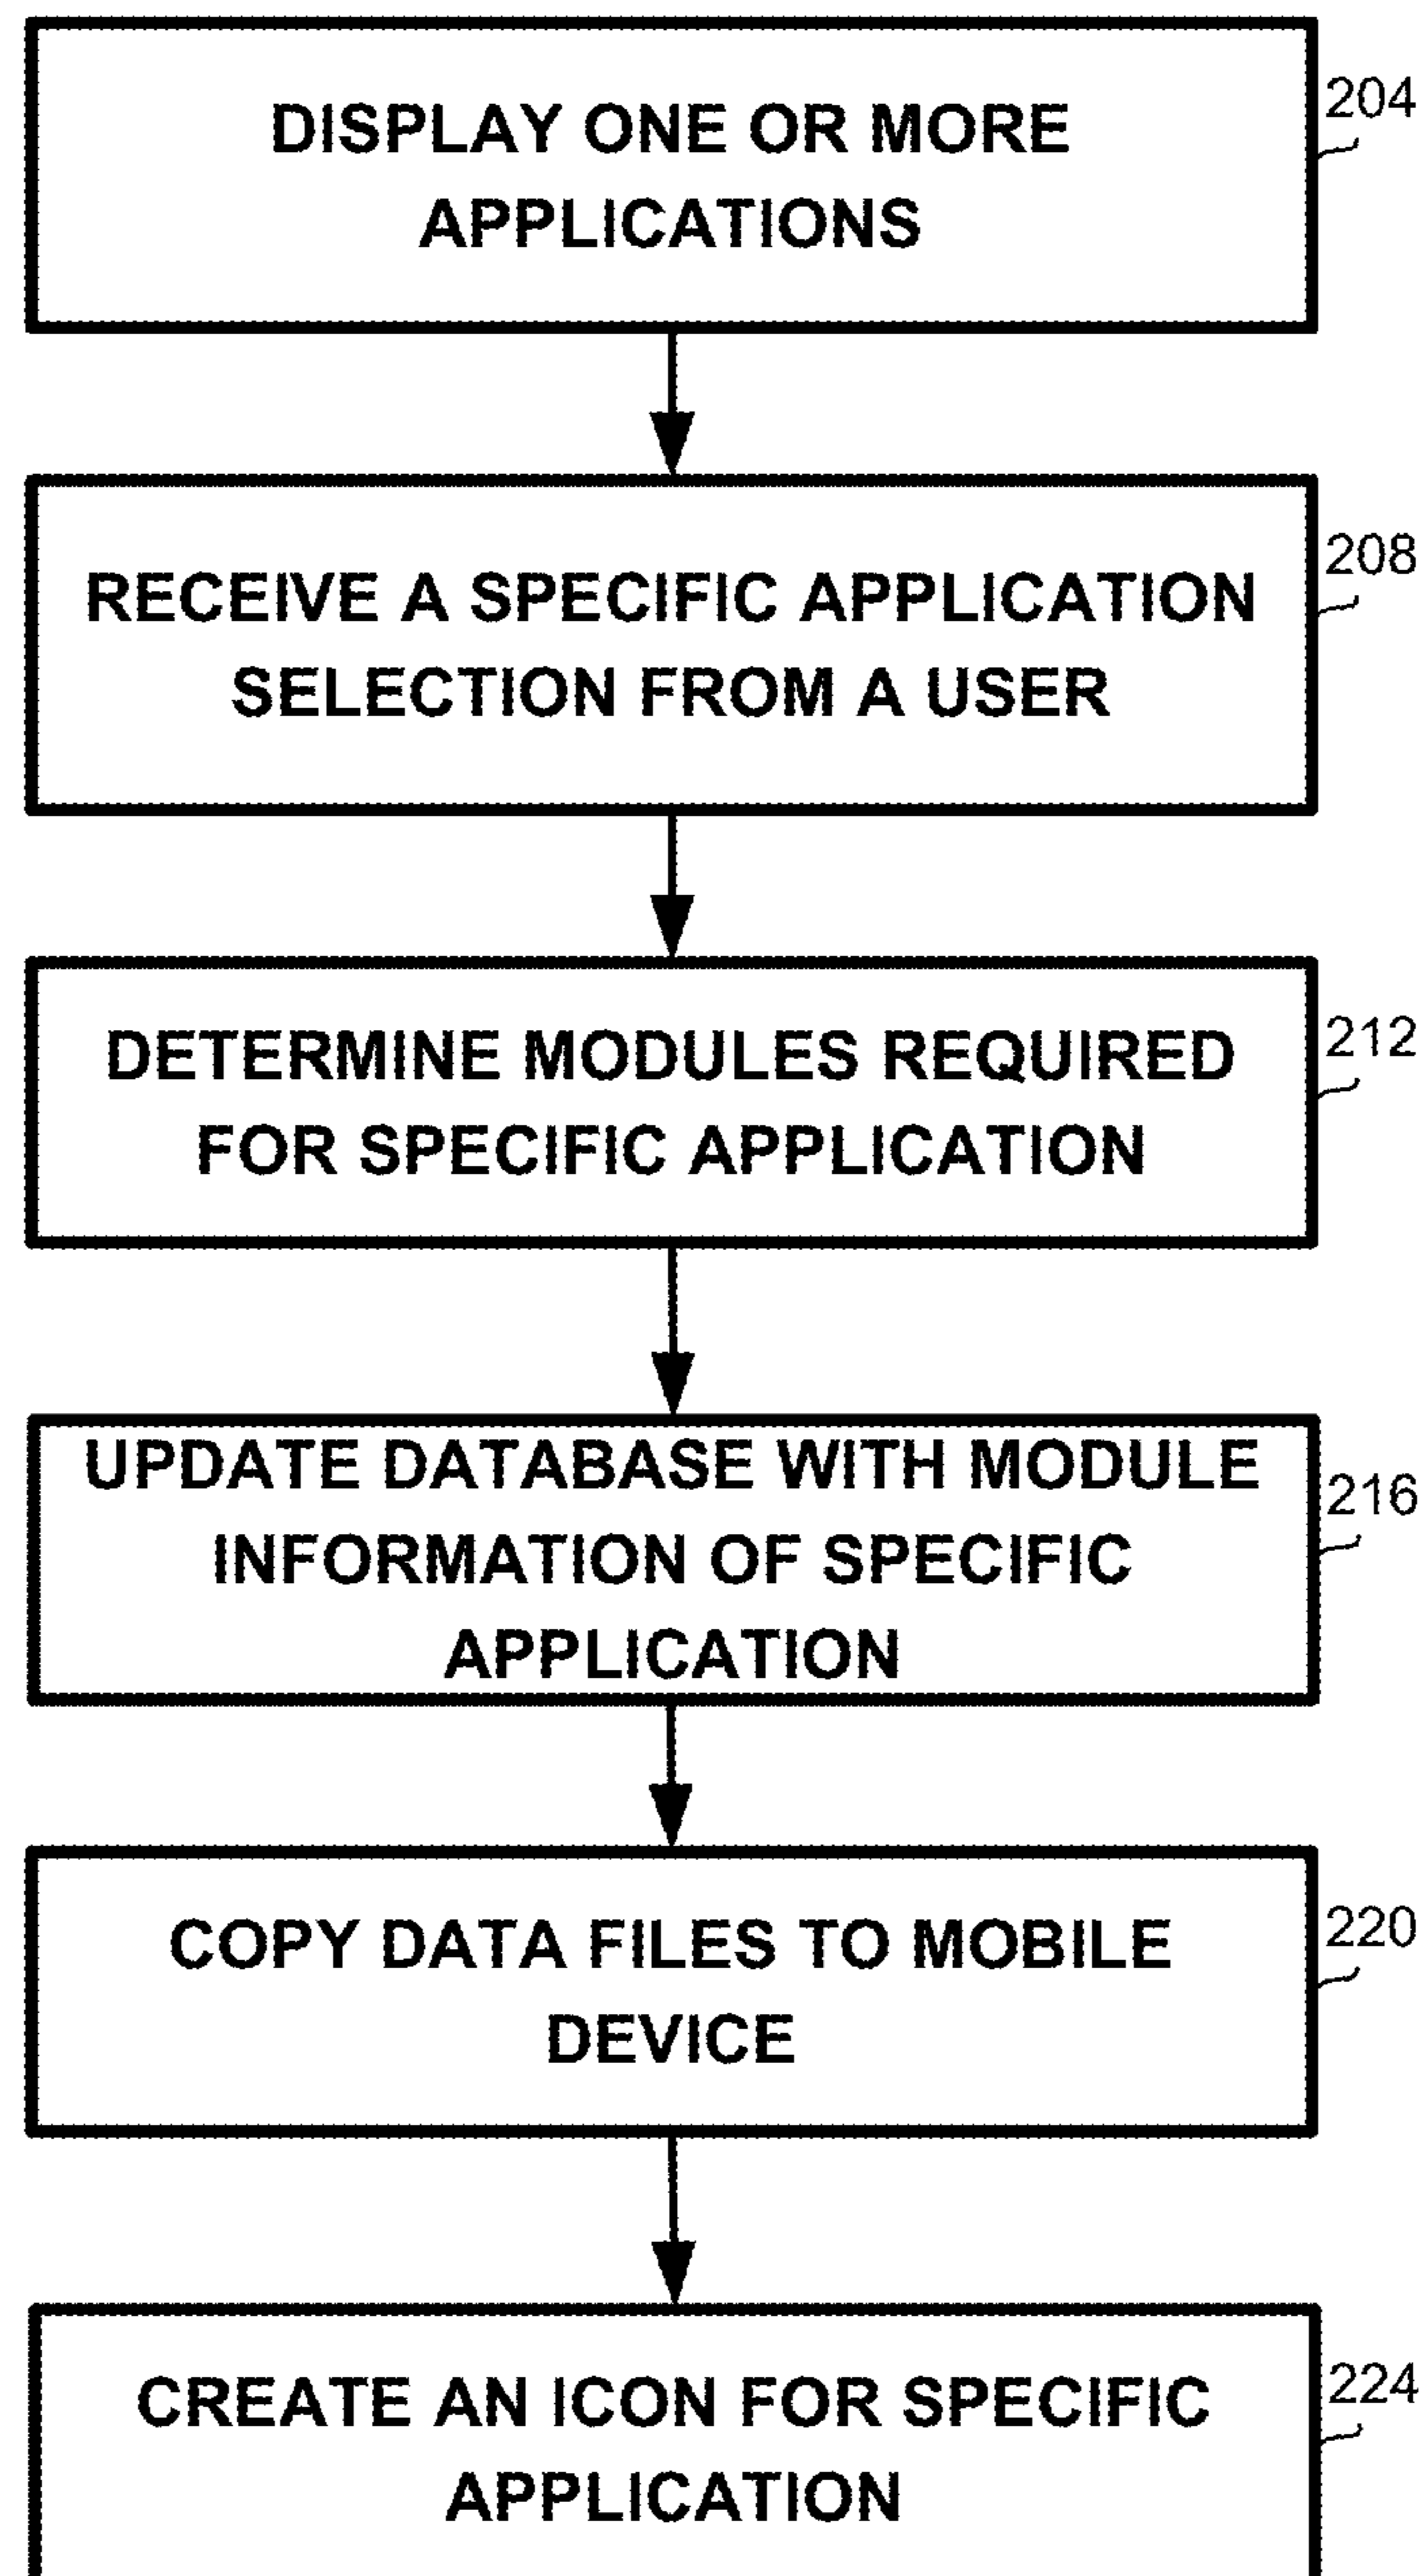 DISPLAY ONE OR MORE
APPLICATIONS
204
RECEIVE A SPECIFIC APPLICATION
SELECTION FROM A USER
208
DETERMINE MODULES REQUIRED
FOR SPECIFIC APPLICATION
212
UPDATE DATABASE WITH MODULE
INFORMATION OF SPECIFIC
APPLICATION
216
COPY DATA FILES TO MOBILE
DEVICE
220
CREATE AN ICON FOR SPECIFIC
APPLICATION
224